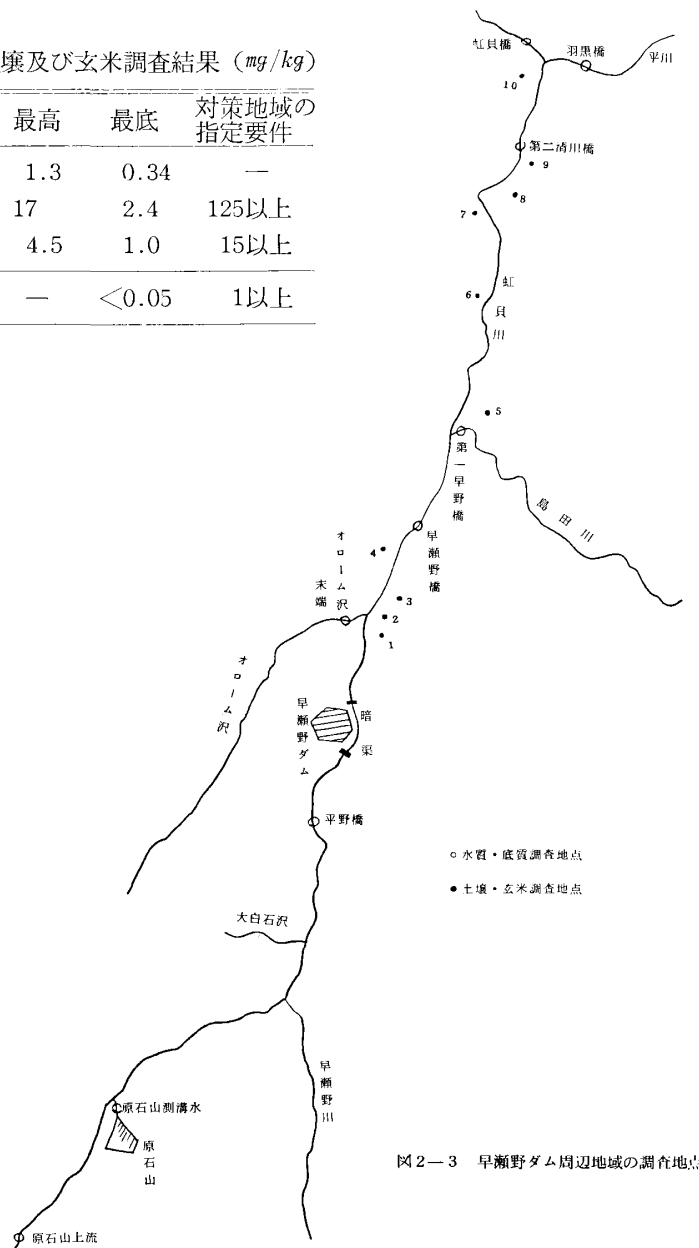 壌及び玄米調査結果(mg/kg)
最高 最底 対策地域の指定要件
1.3 0.34 —
17 2.4 125以上
4.5 1.0 15以上
— <0.05 1以上
虹貝橋
羽黒橋
平川
10
第二清川橋
9
8
7
6
虹貝川
5
第一早野橋
島田川
早瀬野橋
4
オローム沢末端
3
2
1
オローム沢
早瀬野ダム
暗渠
平野橋
○ 水質・底質調査地点
● 土壌・玄米調査地点
大白石沢
早瀬野川
原石山測溝水
原石山
図2―3 早瀬野ダム周辺地域の調査地点
原石山上流